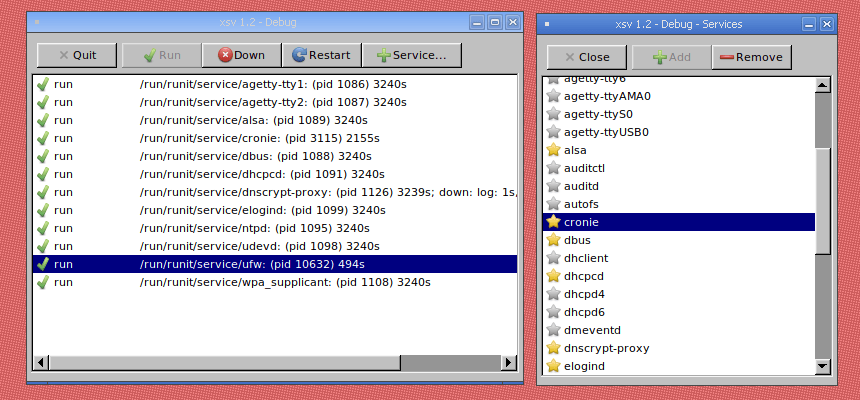 xsv 1.2 - Debug
Quit
Run
Down
Restart
Service...
run /run/runit/service/agetty-tty1: (pid 1086) 3240s
run /run/runit/service/agetty-tty2: (pid 1087) 3240s
run /run/runit/service/alsa: (pid 1089) 3240s
run /run/runit/service/cronie: (pid 3115) 2155s
run /run/runit/service/dbus: (pid 1088) 3240s
run /run/runit/service/dhcpcd: (pid 1091) 3240s
run /run/runit/service/dnscrypt-proxy: (pid 1126) 3239s; down: log: 1s,
run /run/runit/service/elogind: (pid 1099) 3240s
run /run/runit/service/ntpd: (pid 1095) 3240s
run /run/runit/service/udevd: (pid 1098) 3240s
run /run/runit/service/ufw: (pid 10632) 494s
run /run/runit/service/wpa_supplicant: (pid 1108) 3240s
xsv 1.2 - Debug - Services
Close
Add
Remove
agetty-tty6
agetty-ttyAMA0
agetty-ttyS0
agetty-ttyUSB0
alsa
auditctl
auditd
autofs
cronie
dbus
dhclient
dhcpcd
dhcpd4
dhcpd6
dmeventd
dnscrypt-proxy
elogind